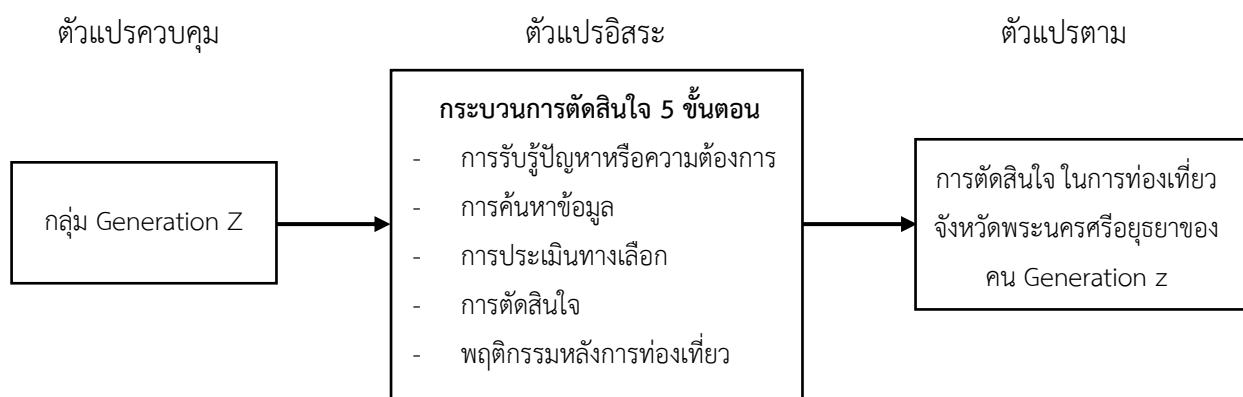 ตัวแปรควบคุม
ตัวแปรอิสระ
ตัวแปรตาม
กลุ่ม Generation Z
กระบวนการตัดสินใจ 5 ขั้นตอน
- การรับรู้ปัญหาหรือความต้องการ
- การค้นหาข้อมูล
- การประเมินทางเลือก
- การตัดสินใจ
- พฤติกรรมหลังการท่องเที่ยว
การตัดสินใจ ในการท่องเที่ยว
จังหวัดพระนครศรีอยุธยาของ
คน Generation z